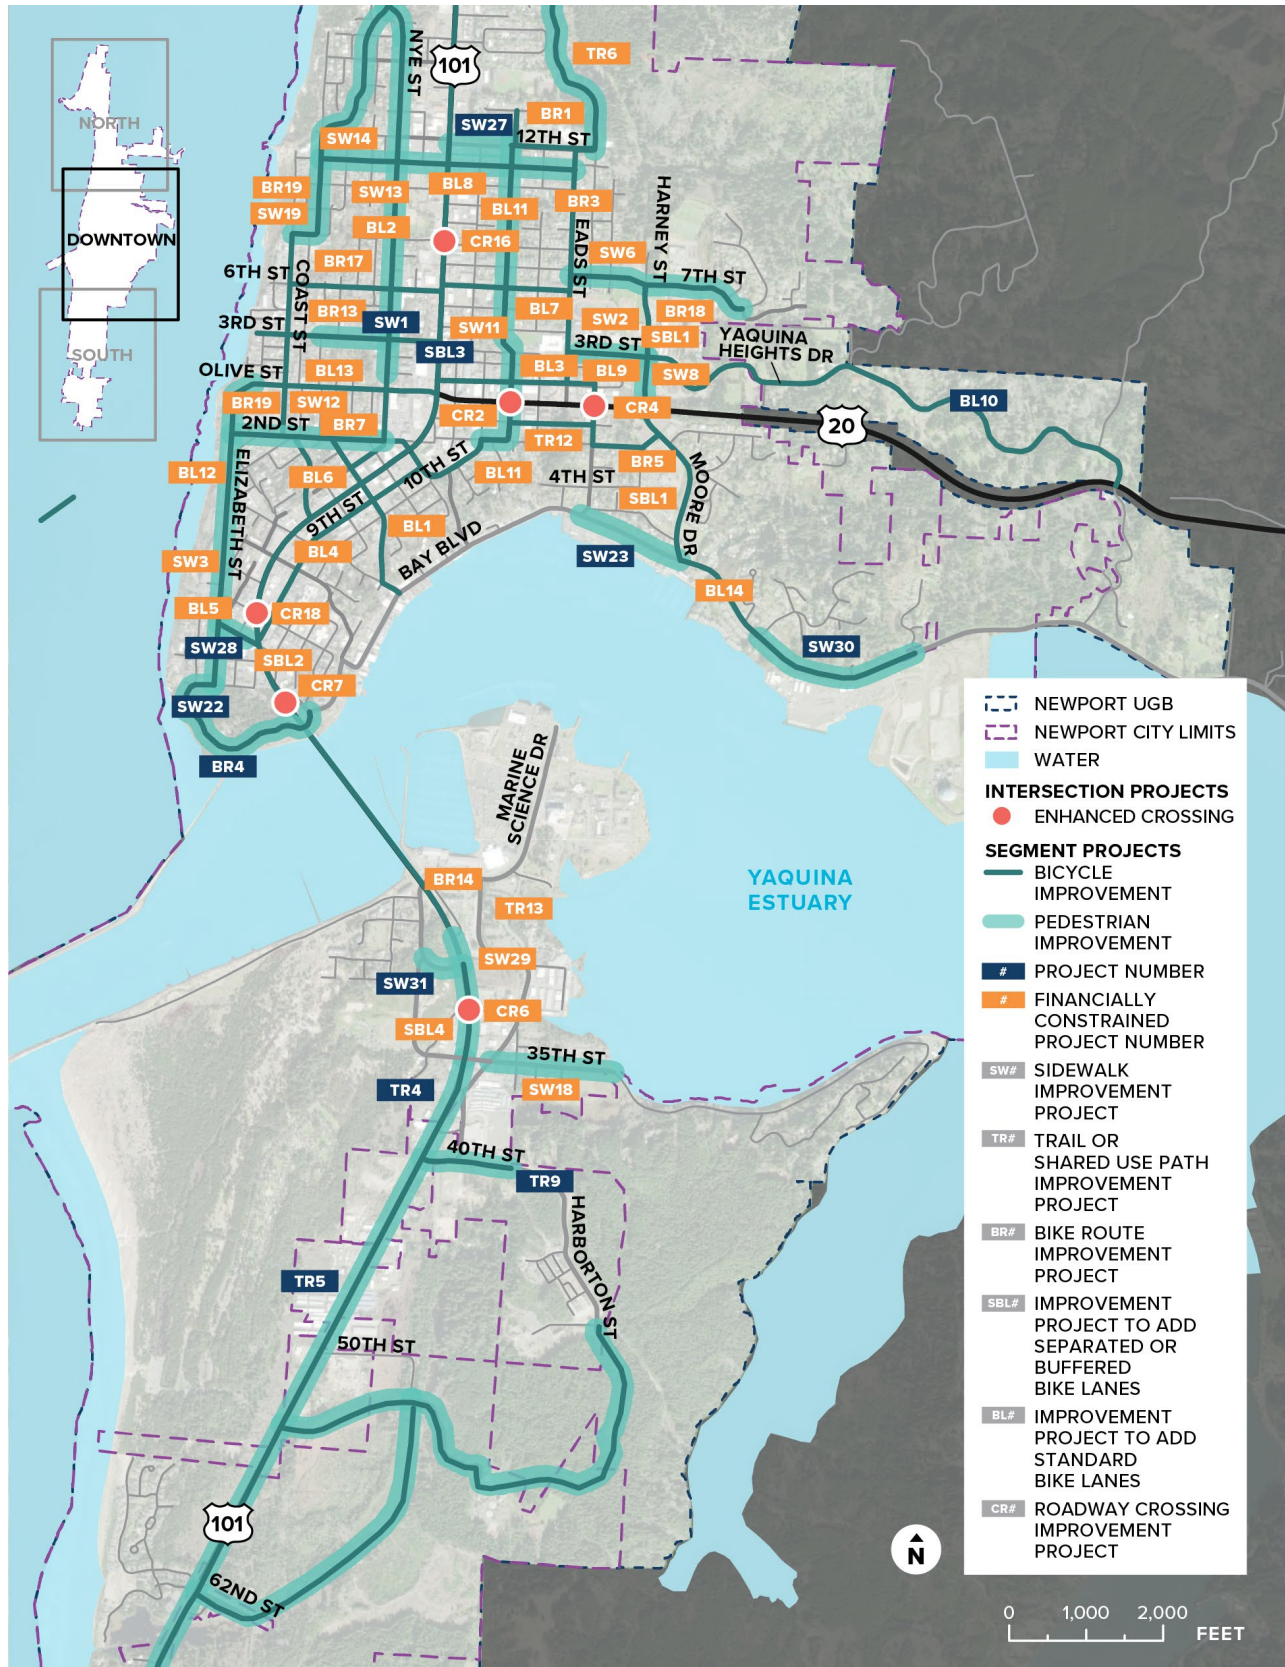 NORTH
DOWNTOWN
SOUTH
NYE ST
101
TR6
BR1
SW27
12TH ST
SW14
BR19
SW19
SW13
BL8
BL11
BR3
HARNEY ST
BL2
CR16
EADS ST
SW6
7TH ST
6TH ST
COAST ST
BR17
BR13
SW1
SW11
BL7
SW2
BR18
3RD ST
SBL3
3RD ST
SBL1
YAQUINA
HEIGHTS DR
OLIVE ST
BL13
BL3
BL9
SW8
BR19
SW12
CR2
CR4
BL10
2ND ST
BR7
TR12
20
BL12
ELIZABETH ST
BL6
10TH ST
BL11
4TH ST
BR5
MOORE DR
SBL1
9TH ST
BL1
BAY BLVD
SW3
BL4
SW23
BL14
BL5
CR18
SW28
SBL2
SW30
SW22
CR7
BR4
MARINE
SCIENCE DR
BR14
TR13
YAQUINA
ESTUARY
SW31
SW29
SBL4
CR6
35TH ST
TR4
SW18
40TH ST
TR9
HARBORTON ST
TR5
50TH ST
101
62ND ST
NEWPORT UGB
NEWPORT CITY LIMITS
WATER
INTERSECTION PROJECTS
ENHANCED CROSSING
SEGMENT PROJECTS
BICYCLE
IMPROVEMENT
PEDESTRIAN
IMPROVEMENT
# PROJECT NUMBER
# FINANCIALLY
CONSTRAINED
PROJECT NUMBER
SW# SIDEWALK
IMPROVEMENT
PROJECT
TR# TRAIL OR
SHARED USE PATH
IMPROVEMENT
PROJECT
BR# BIKE ROUTE
IMPROVEMENT
PROJECT
SBL# IMPROVEMENT
PROJECT TO ADD
SEPARATED OR
BUFFERED
BIKE LANES
BL# IMPROVEMENT
PROJECT TO ADD
STANDARD
BIKE LANES
CR# ROADWAY CROSSING
IMPROVEMENT
PROJECT
N
0 1,000 2,000
FEET